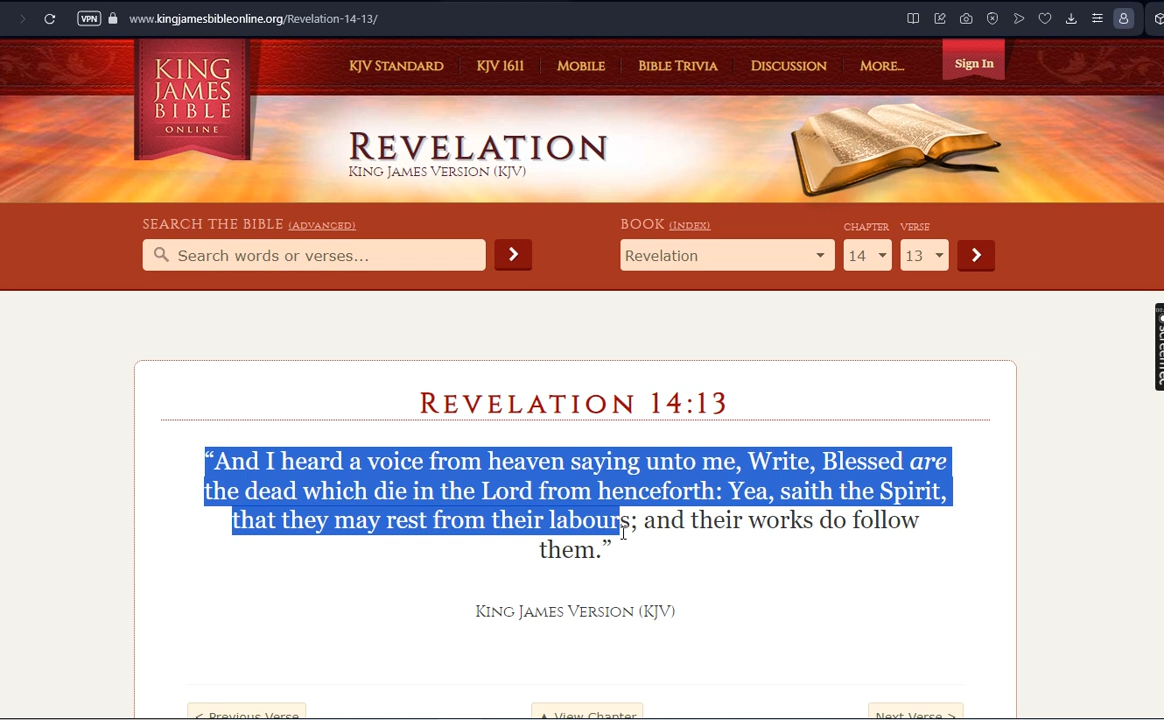 VPN
www.kingjamesbibleonline.org/Revelation-14-13/
KING
JAMES
BIBLE
ONLINE
KJV STANDARD
KJV 1611
MOBILE
BIBLE TRIVIA
DISCUSSION
MORE...
Sign In
REVELATION
KING JAMES VERSION (KJV)
SEARCH THE BIBLE (ADVANCED)
BOOK (INDEX)
CHAPTER
VERSE
Search words or verses...
Revelation
14
13
REVELATION 14:13
“And I heard a voice from heaven saying unto me, Write, Blessed are
the dead which die in the Lord from henceforth: Yea, saith the Spirit,
that they may rest from their labours; and their works do follow
them.”
KING JAMES VERSION (KJV)
< Previous Verse
▲ View Chapter
Next Verse >